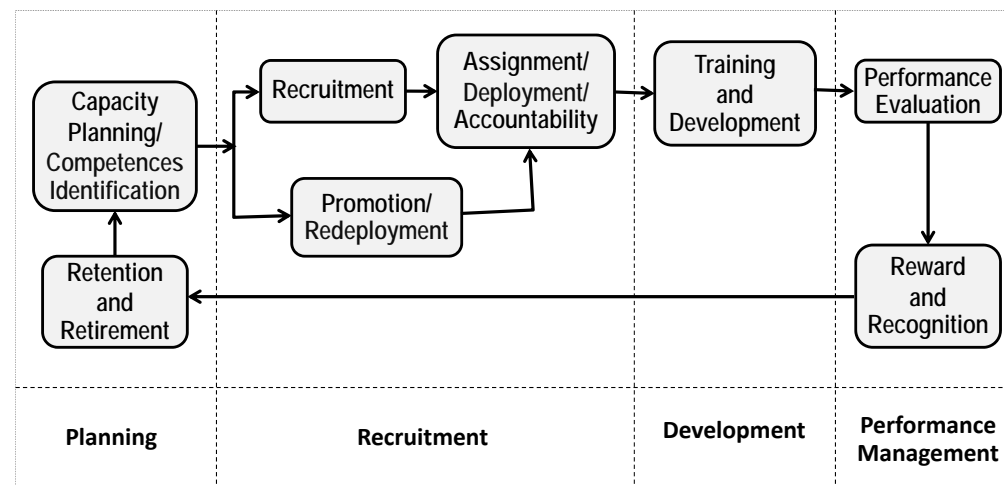 Capacity
Planning/
Competences
Identification
Retention
and
Retirement
Recruitment
Promotion/
Redeployment
Assignment/
Deployment/
Accountability
Training
and
Development
Performance
Evaluation
Reward
and
Recognition
Planning
Recruitment
Development
Performance
Management